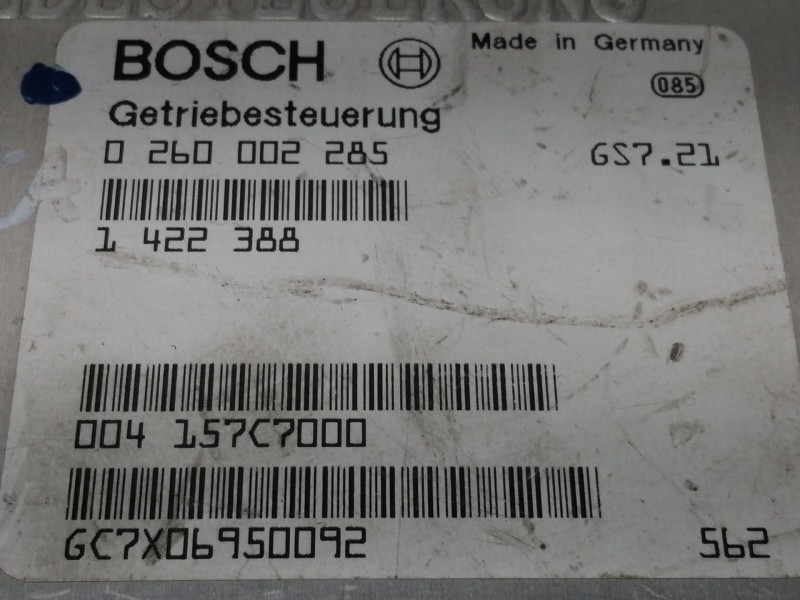 BOSCH
Made in Germany
085
Getriebesteuerung
0 260 002 285
GS7.21
1 422 388
004 157C7000
GC7X06950092
562